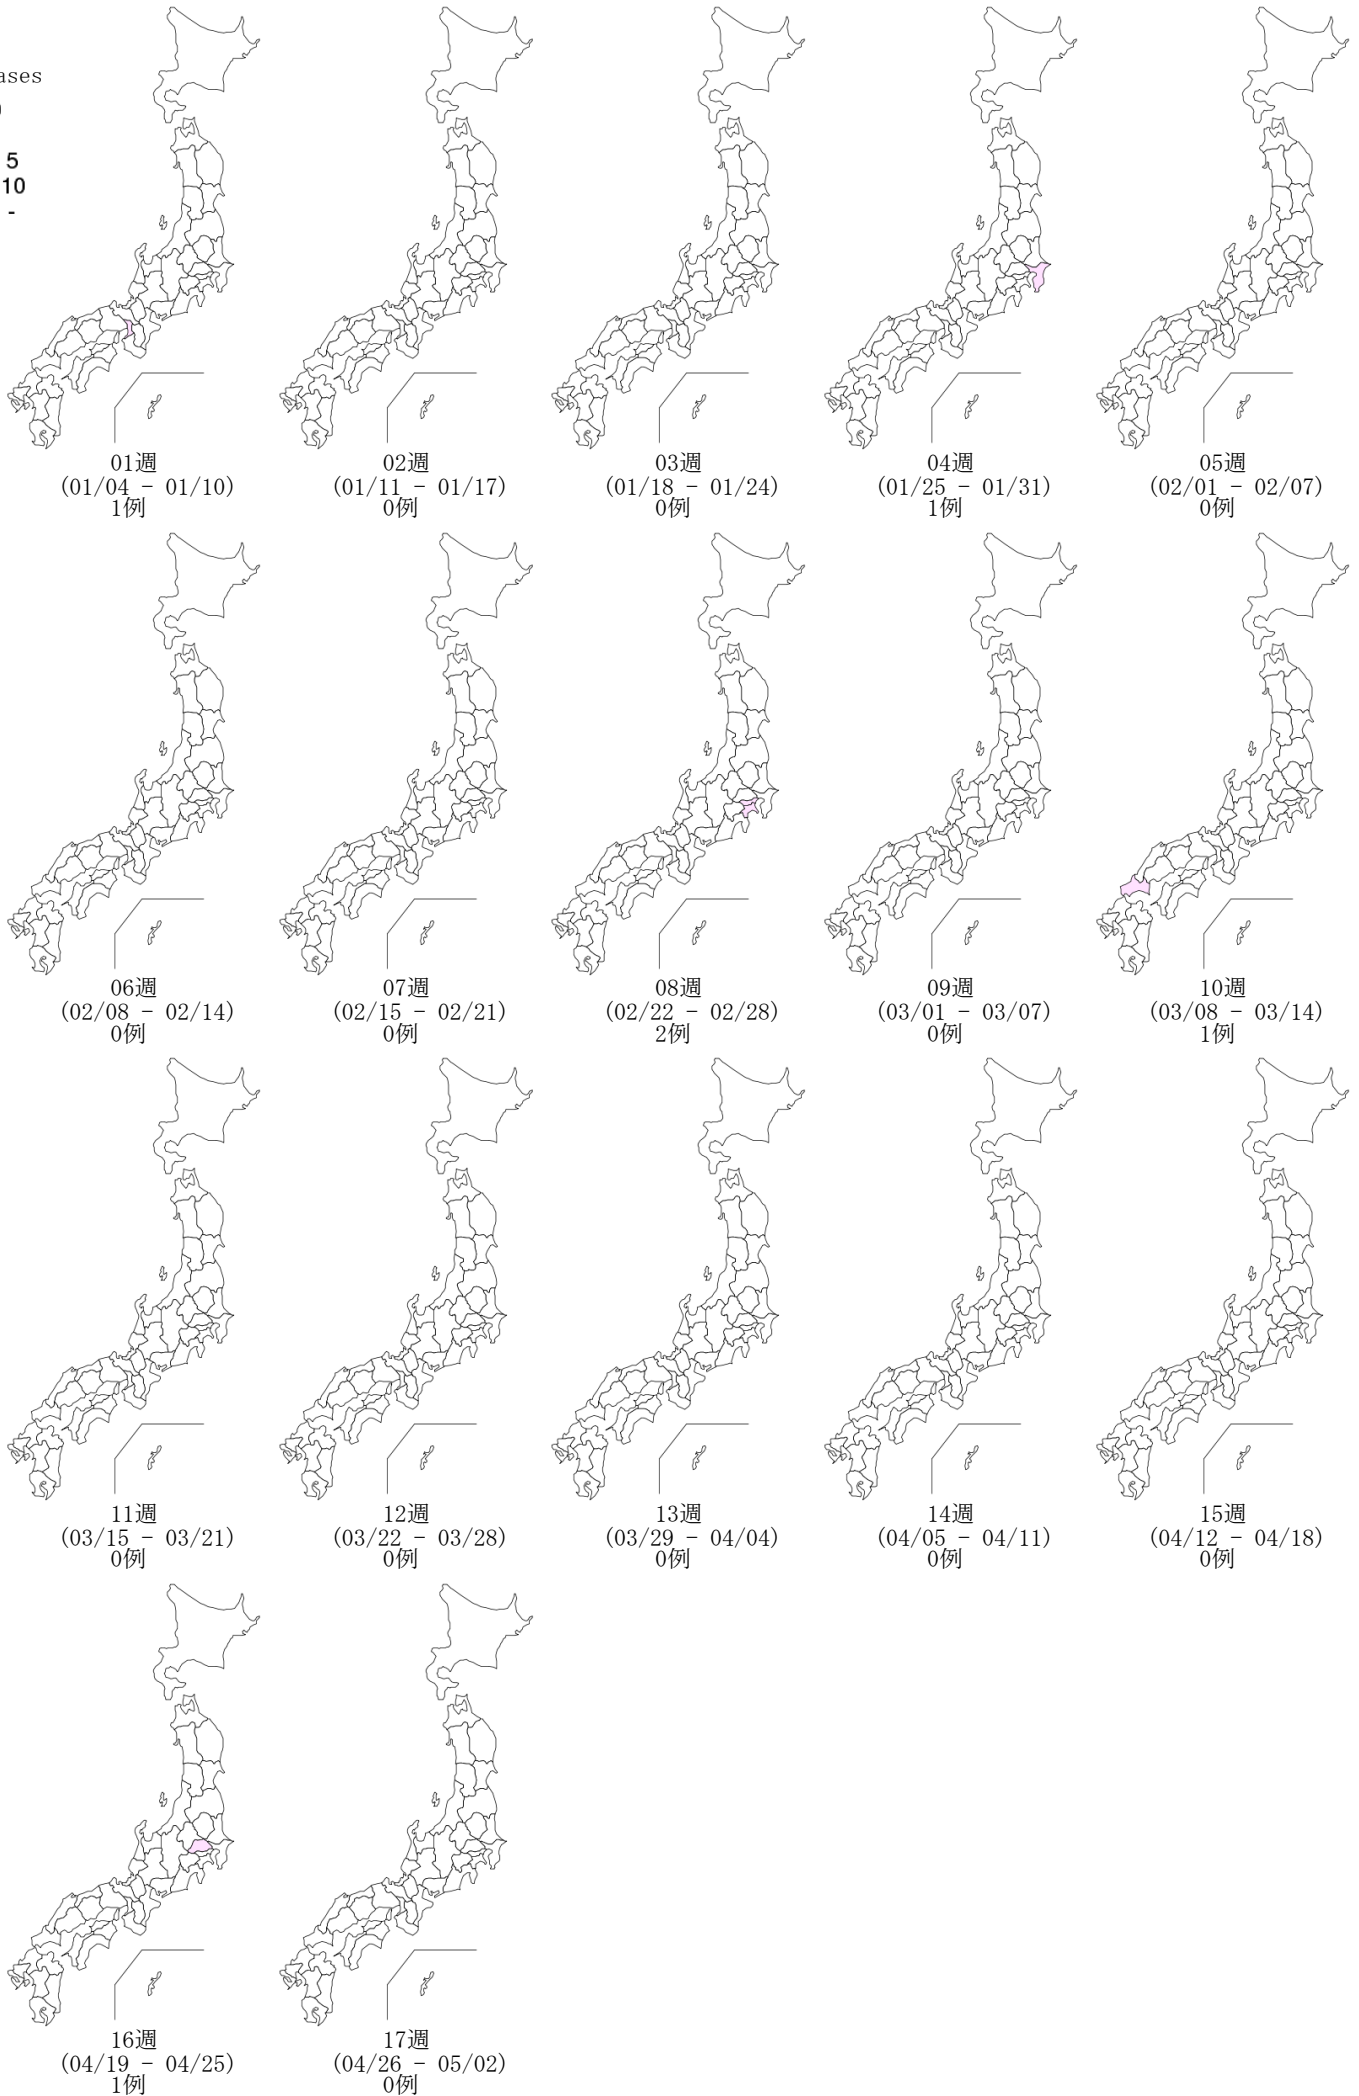 ases
5
10
-
01週
(01/04 - 01/10)
1例
02週
(01/11 - 01/17)
0例
03週
(01/18 - 01/24)
0例
04週
(01/25 - 01/31)
1例
05週
(02/01 - 02/07)
0例
06週
(02/08 - 02/14)
0例
07週
(02/15 - 02/21)
0例
08週
(02/22 - 02/28)
2例
09週
(03/01 - 03/07)
0例
10週
(03/08 - 03/14)
1例
11週
(03/15 - 03/21)
0例
12週
(03/22 - 03/28)
0例
13週
(03/29 - 04/04)
0例
14週
(04/05 - 04/11)
0例
15週
(04/12 - 04/18)
0例
16週
(04/19 - 04/25)
1例
17週
(04/26 - 05/02)
0例